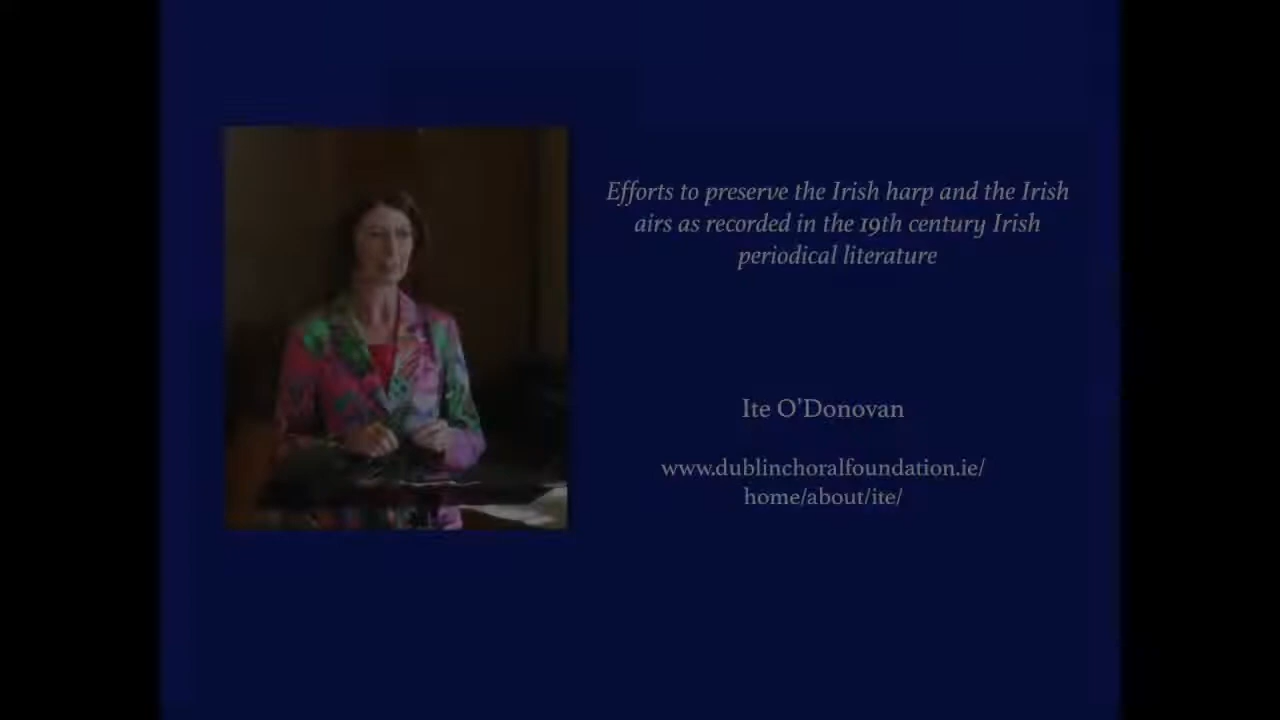 Efforts to preserve the Irish harp and the Irish
airs as recorded in the 19th century Irish
periodical literature
Ite O’Donovan
www.dublinchoralfoundation.ie/
home/about/ite/